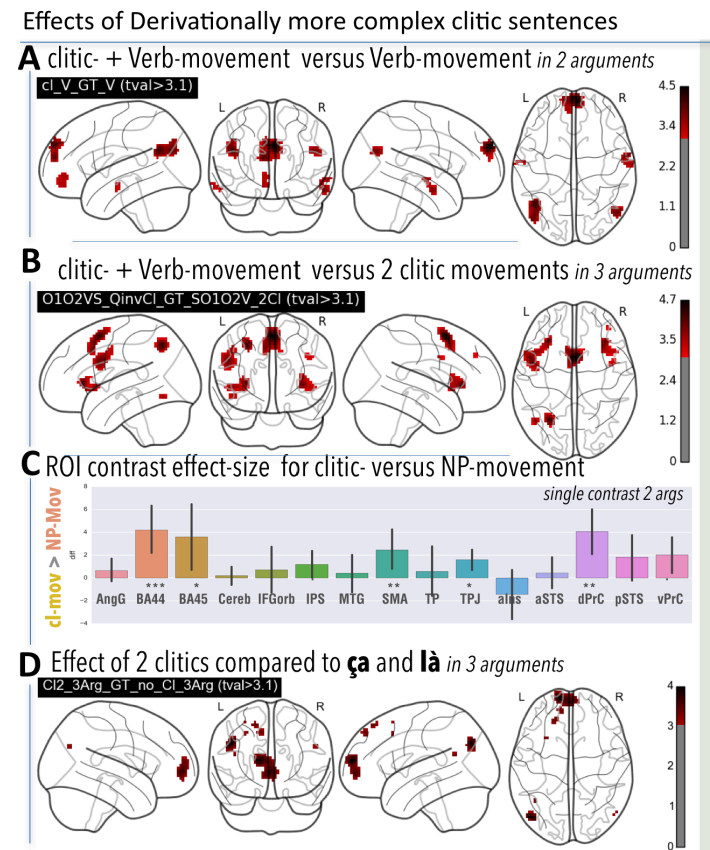 Effects of Derivationally more complex clitic sentences
A clitic- + Verb-movement versus Verb-movement in 2 arguments
cl_V_GT_V (tval>3.1)
L R L R
4.5
3.4
2.2
1.1
0
B clitic- + Verb-movement versus 2 clitic movements in 3 arguments
O1O2VS_QinvCl_GT_SO1O2V_2Cl (tval>3.1)
L R L R
4.7
3.5
2.4
1.2
0
C ROI contrast effect-size for clitic- versus NP-movement
single contrast 2 args
cl-mov > NP-Mov
diff
8
6
4
2
0
−2
−4
*** * ** * **
AngG BA44 BA45 Cereb IFGorb IPS MTG SMA TP TPJ aIns aSTS dPrC pSTS vPrC
D Effect of 2 clitics compared to ça and là in 3 arguments
Cl2_3Arg_GT_no_Cl_3Arg (tval>3.1)
L R L R
4
3
2
1
0